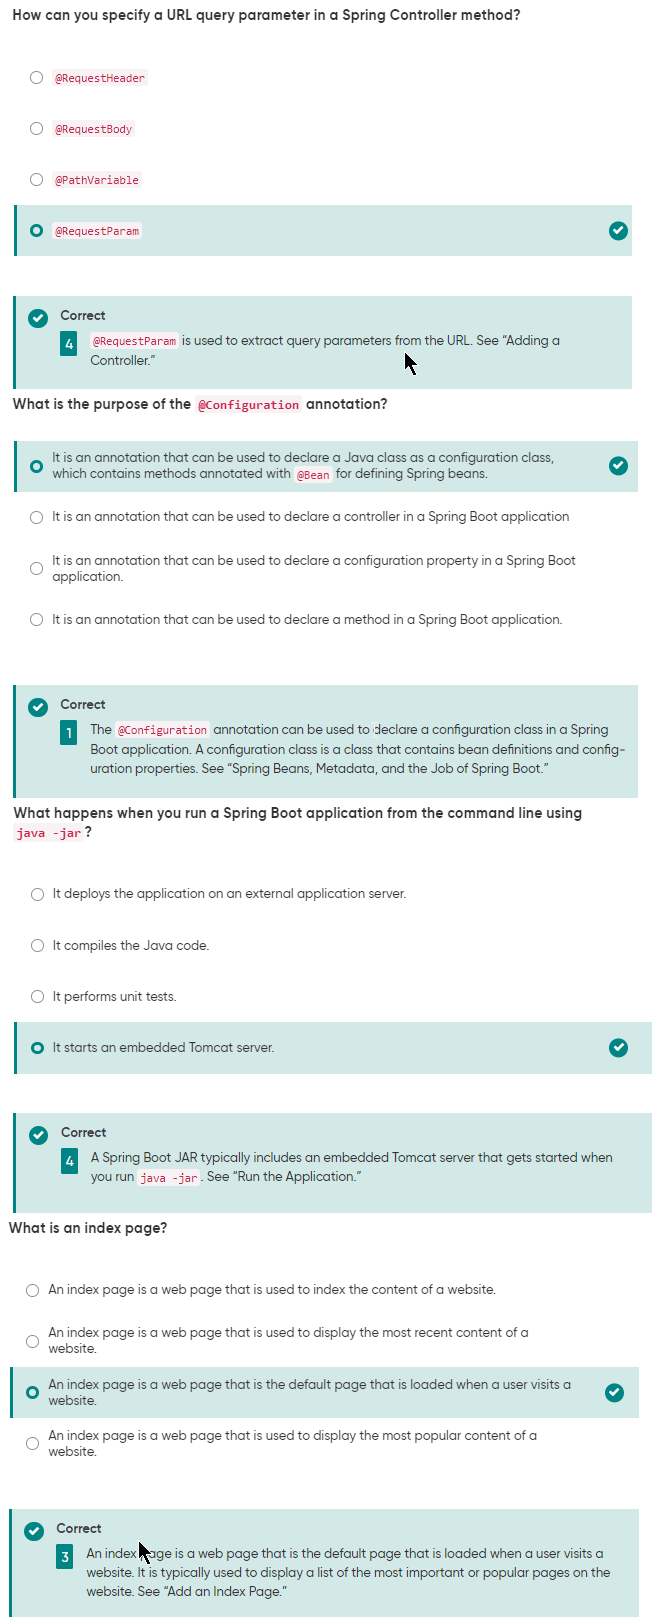 How can you specify a URL query parameter in a Spring Controller method?
@RequestHeader
@RequestBody
@PathVariable
@RequestParam
Correct
4 @RequestParam is used to extract query parameters from the URL. See “Adding a
Controller.”
What is the purpose of the @Configuration annotation?
It is an annotation that can be used to declare a Java class as a configuration class,
which contains methods annotated with @Bean for defining Spring beans.
It is an annotation that can be used to declare a controller in a Spring Boot application
It is an annotation that can be used to declare a configuration property in a Spring Boot
application.
It is an annotation that can be used to declare a method in a Spring Boot application.
Correct
1 The @Configuration annotation can be used to declare a configuration class in a Spring
Boot application. A configuration class is a class that contains bean definitions and config-
uration properties. See “Spring Beans, Metadata, and the Job of Spring Boot.”
What happens when you run a Spring Boot application from the command line using
java -jar ?
It deploys the application on an external application server.
It compiles the Java code.
It performs unit tests.
It starts an embedded Tomcat server.
Correct
4 A Spring Boot JAR typically includes an embedded Tomcat server that gets started when
you run java -jar . See “Run the Application.”
What is an index page?
An index page is a web page that is used to index the content of a website.
An index page is a web page that is used to display the most recent content of a
website.
An index page is a web page that is the default page that is loaded when a user visits a
website.
An index page is a web page that is used to display the most popular content of a
website.
Correct
3 An index page is a web page that is the default page that is loaded when a user visits a
website. It is typically used to display a list of the most important or popular pages on the
website. See “Add an Index Page.”